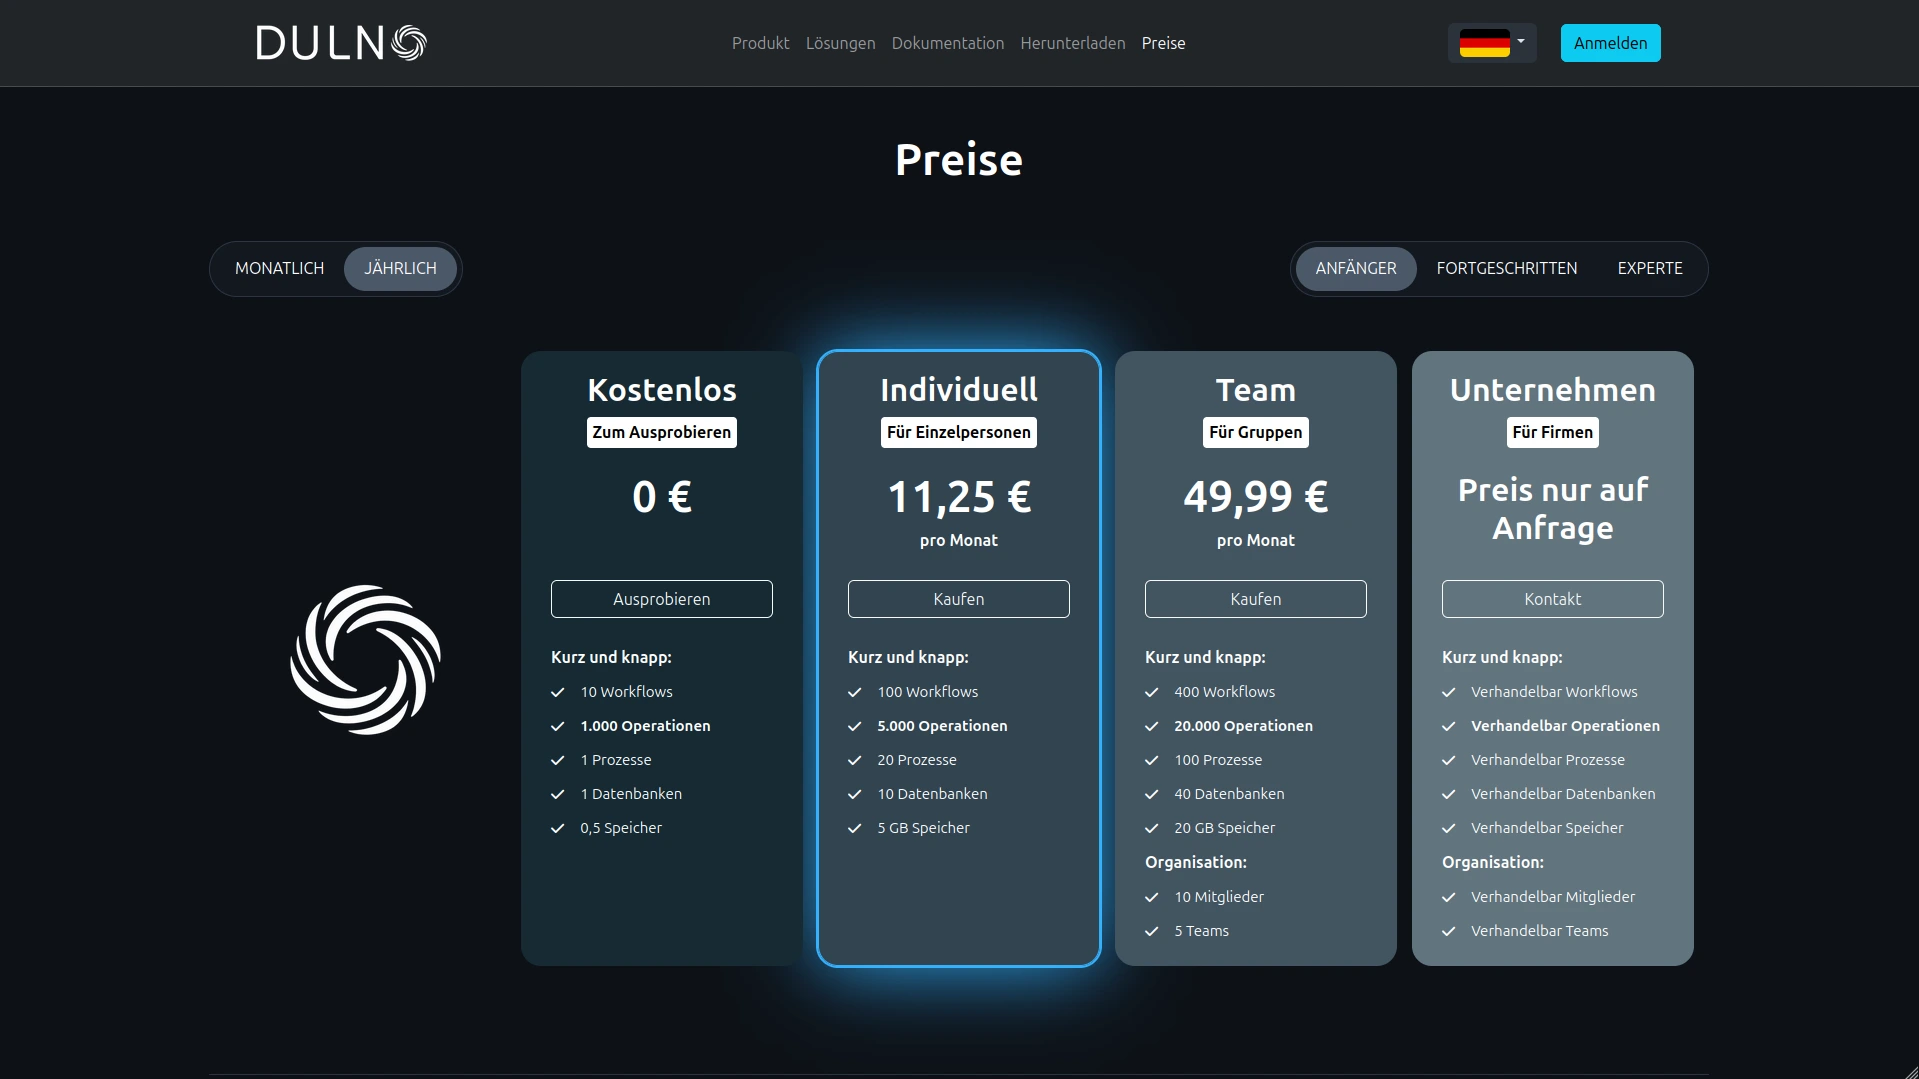 DULNO
Produkt Lösungen Dokumentation Herunterladen Preise
Anmelden
Preise
MONATLICH JÄHRLICH
ANFÄNGER FORTGESCHRITTEN EXPERTE
Kostenlos
Zum Ausprobieren
0 €
Ausprobieren
Kurz und knapp:
10 Workflows
1.000 Operationen
1 Prozesse
1 Datenbanken
0,5 Speicher
Individuell
Für Einzelpersonen
11,25 €
pro Monat
Kaufen
Kurz und knapp:
100 Workflows
5.000 Operationen
20 Prozesse
10 Datenbanken
5 GB Speicher
Team
Für Gruppen
49,99 €
pro Monat
Kaufen
Kurz und knapp:
400 Workflows
20.000 Operationen
100 Prozesse
40 Datenbanken
20 GB Speicher
Organisation:
10 Mitglieder
5 Teams
Unternehmen
Für Firmen
Preis nur auf
Anfrage
Kontakt
Kurz und knapp:
Verhandelbar Workflows
Verhandelbar Operationen
Verhandelbar Prozesse
Verhandelbar Datenbanken
Verhandelbar Speicher
Organisation:
Verhandelbar Mitglieder
Verhandelbar Teams